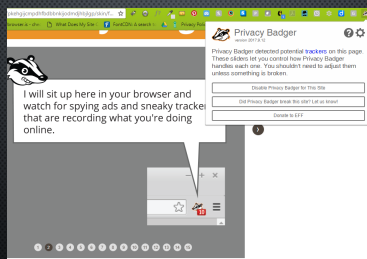 Privacy Badger
version 2017.6.13
Privacy Badger detected potential trackers on this page.
These sliders let you control how Privacy Badger
handles each one. You shouldn't need to adjust them
unless something is broken.
Disable Privacy Badger for This Site
Did Privacy Badger break this site? Let us know!
Donate to EFF
I will sit up here in your browser and
watch for spying ads and sneaky
that are recording what you're doing
online.
10
1 2 3 4 5 6 7 8 9 10 11 12 13 14 15